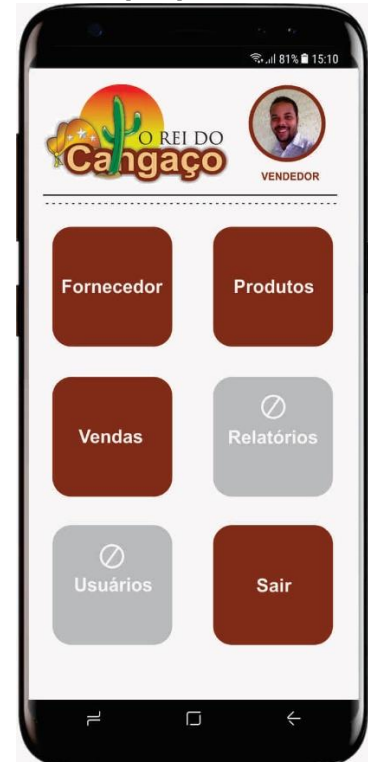 81% 15:10
O REI DO
Cangaço
VENDEDOR
Fornecedor
Produtos
Vendas
Relatórios
Usuários
Sair